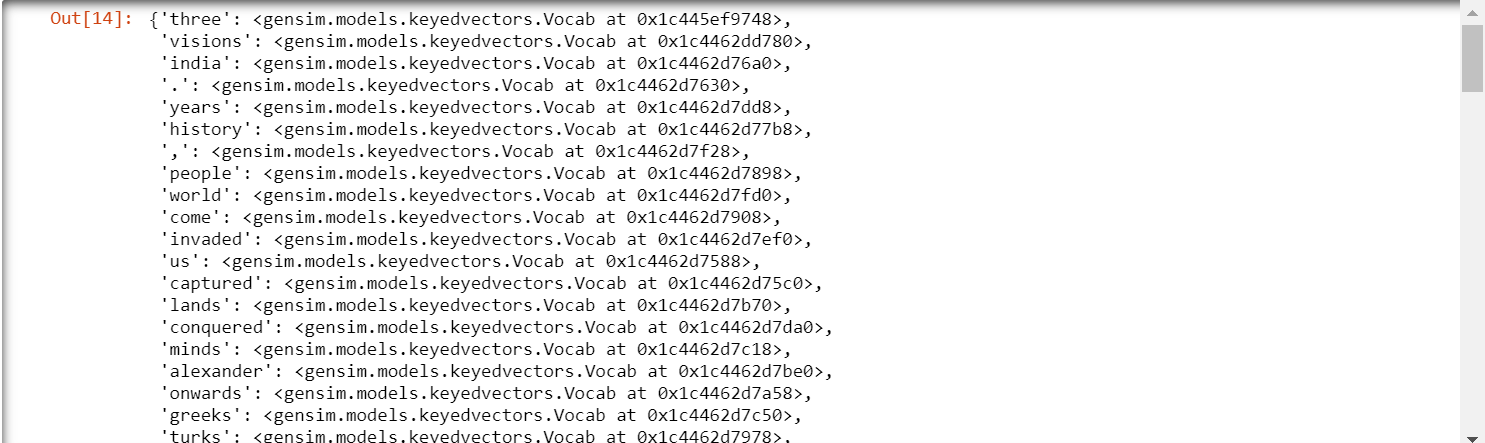 Out[14]: {'three': <gensim.models.keyedvectors.Vocab at 0x1c445ef9748>,
'visions': <gensim.models.keyedvectors.Vocab at 0x1c4462dd780>,
'india': <gensim.models.keyedvectors.Vocab at 0x1c4462d76a0>,
'.': <gensim.models.keyedvectors.Vocab at 0x1c4462d7630>,
'years': <gensim.models.keyedvectors.Vocab at 0x1c4462d7dd8>,
'history': <gensim.models.keyedvectors.Vocab at 0x1c4462d77b8>,
',': <gensim.models.keyedvectors.Vocab at 0x1c4462d7f28>,
'people': <gensim.models.keyedvectors.Vocab at 0x1c4462d7898>,
'world': <gensim.models.keyedvectors.Vocab at 0x1c4462d7fd0>,
'come': <gensim.models.keyedvectors.Vocab at 0x1c4462d7908>,
'invaded': <gensim.models.keyedvectors.Vocab at 0x1c4462d7ef0>,
'us': <gensim.models.keyedvectors.Vocab at 0x1c4462d7588>,
'captured': <gensim.models.keyedvectors.Vocab at 0x1c4462d75c0>,
'lands': <gensim.models.keyedvectors.Vocab at 0x1c4462d7b70>,
'conquered': <gensim.models.keyedvectors.Vocab at 0x1c4462d7da0>,
'minds': <gensim.models.keyedvectors.Vocab at 0x1c4462d7c18>,
'alexander': <gensim.models.keyedvectors.Vocab at 0x1c4462d7be0>,
'onwards': <gensim.models.keyedvectors.Vocab at 0x1c4462d7a58>,
'greeks': <gensim.models.keyedvectors.Vocab at 0x1c4462d7c50>,
'turks': <gensim.models.keyedvectors.Vocab at 0x1c4462d7978>,